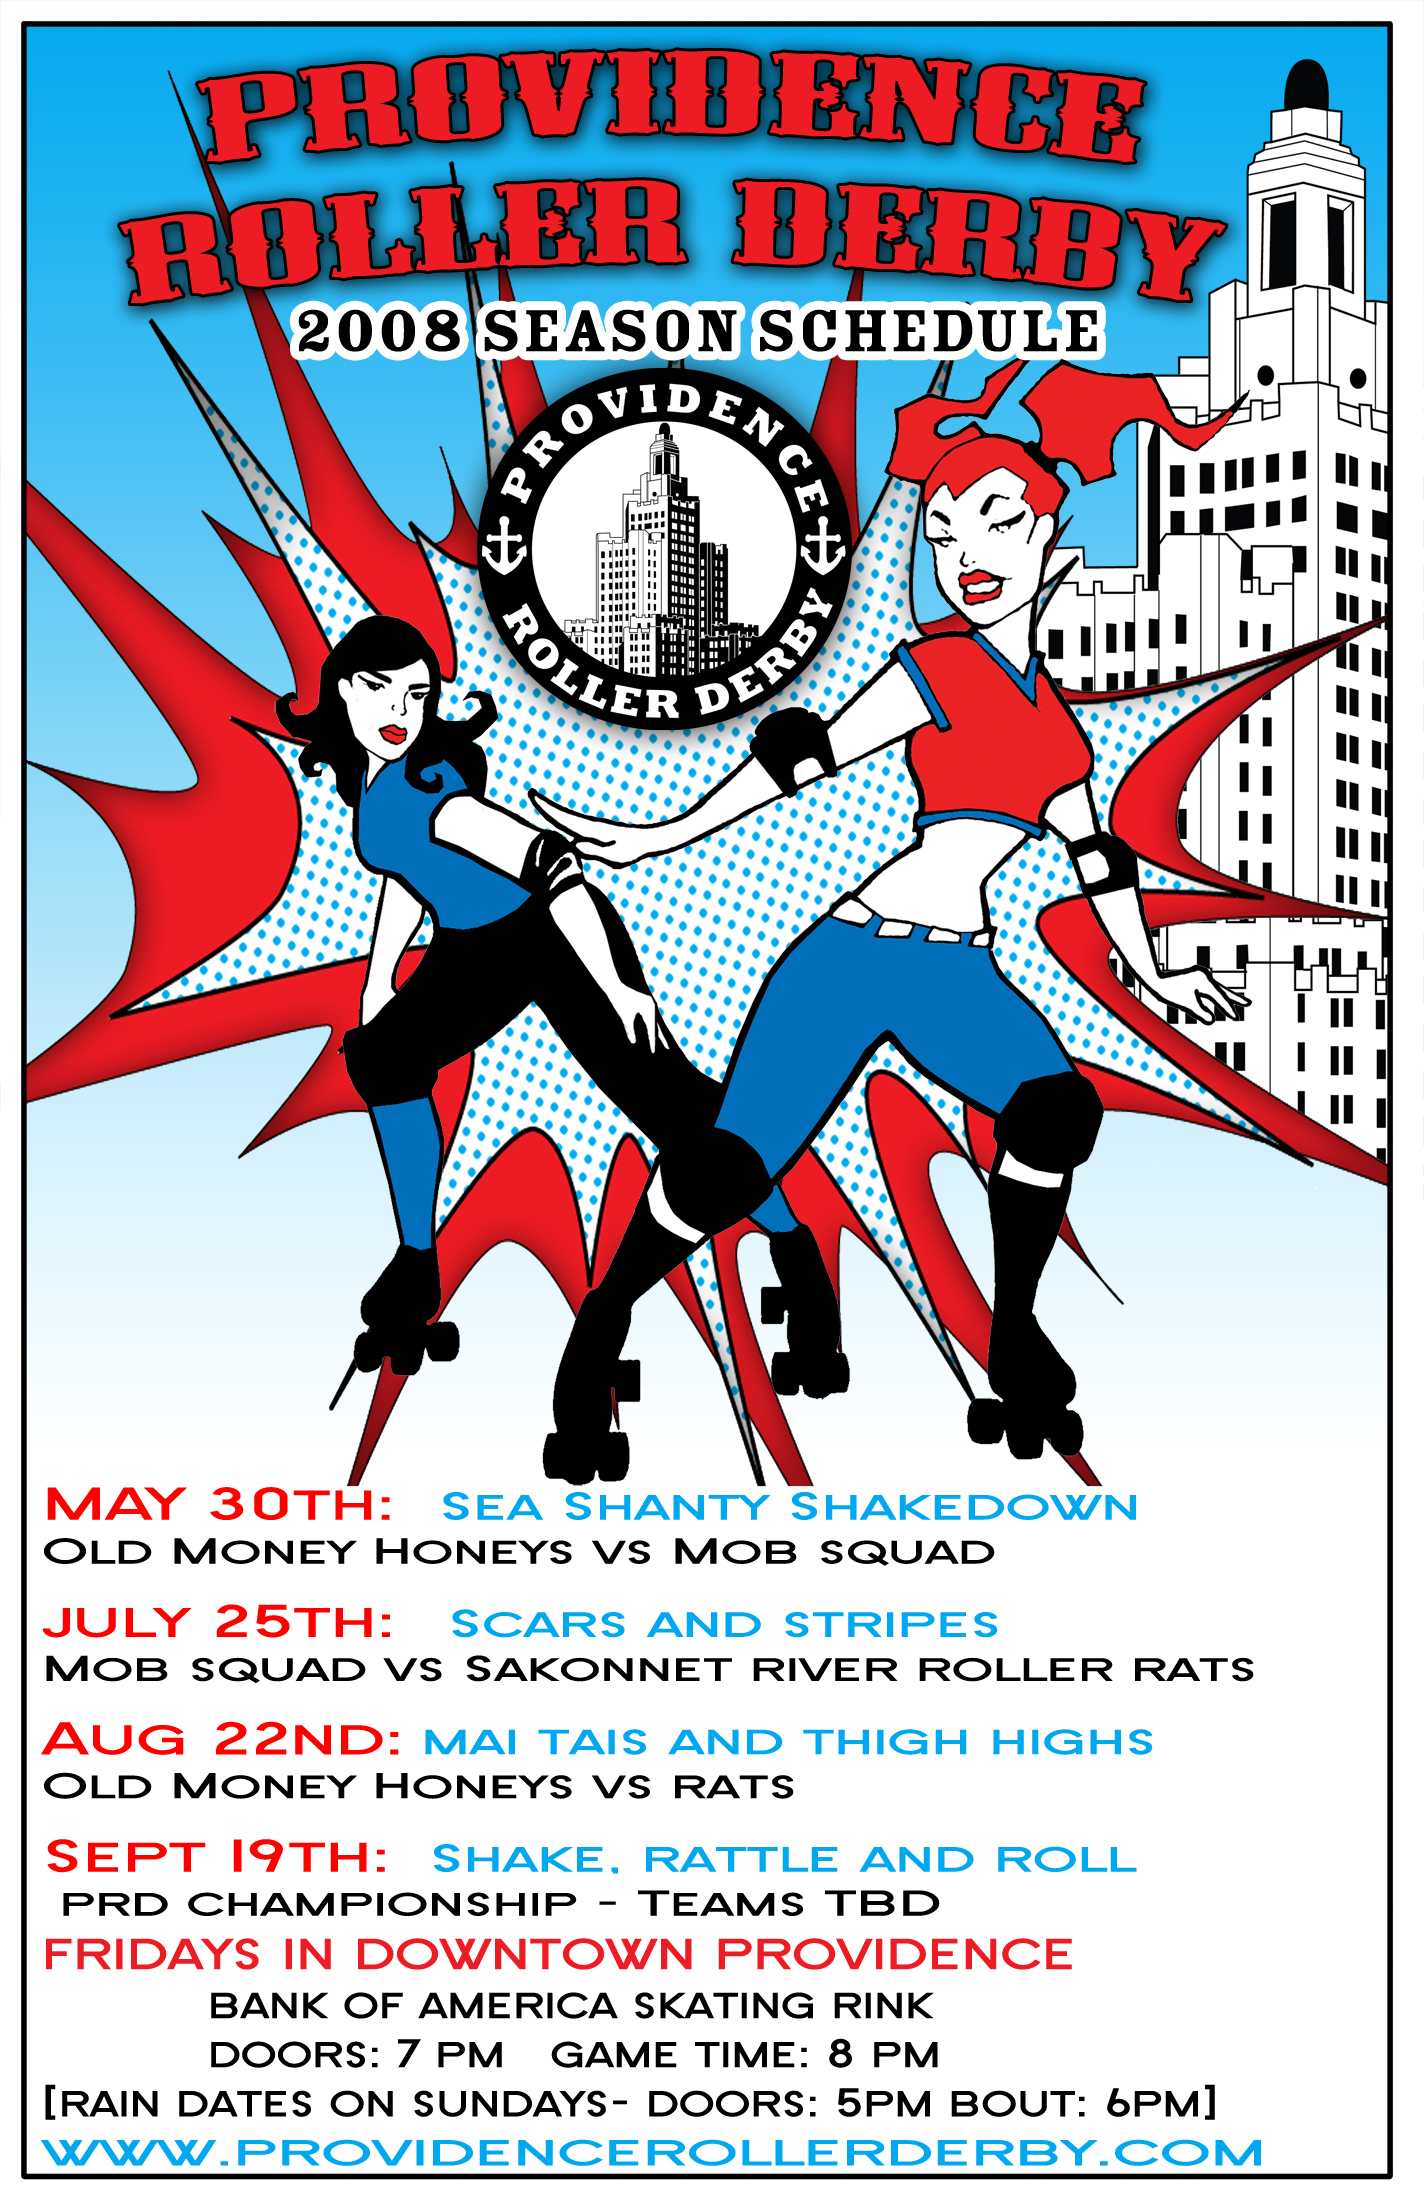 PROVIDENCE
ROLLER DERBY
2008 SEASON SCHEDULE
PROVIDENCE
ROLLER DERBY
MAY 30TH: SEA SHANTY SHAKEDOWN
OLD MONEY HONEYS VS MOB SQUAD
JULY 25TH: SCARS AND STRIPES
MOB SQUAD VS SAKONNET RIVER ROLLER RATS
AUG 22ND: MAI TAIS AND THIGH HIGHS
OLD MONEY HONEYS VS RATS
SEPT 19TH: SHAKE, RATTLE AND ROLL
PRD CHAMPIONSHIP - TEAMS TBD
FRIDAYS IN DOWNTOWN PROVIDENCE
BANK OF AMERICA SKATING RINK
DOORS: 7 PM GAME TIME: 8 PM
[RAIN DATES ON SUNDAYS- DOORS: 5PM BOUT: 6PM]
WWW.PROVIDENCEROLLERDERBY.COM